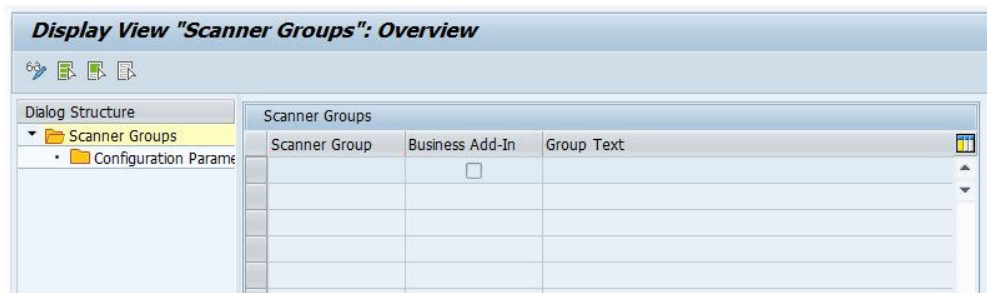 Display View "Scanner Groups": Overview
Dialog Structure
Scanner Groups
Configuration Parame
Scanner Groups
Scanner Group Business Add-In Group Text